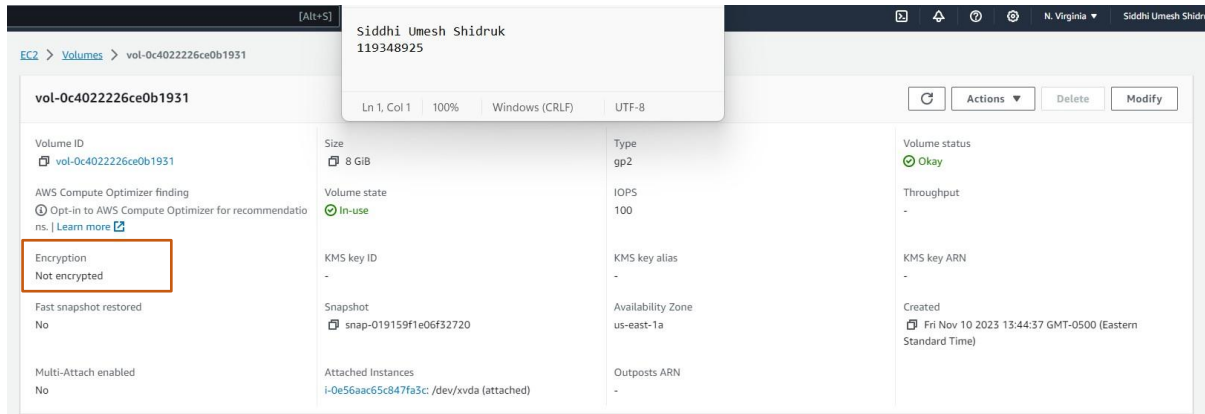 [Alt+S]
N. Virginia ▼
Siddhi Umesh Shidr
Siddhi Umesh Shidruk
119348925
Ln 1, Col 1 100% Windows (CRLF) UTF-8
EC2 > Volumes > vol-0c4022226ce0b1931
vol-0c4022226ce0b1931
Actions ▼
Delete
Modify
Volume ID
vol-0c4022226ce0b1931
Size
8 GiB
Type
gp2
Volume status
Okay
AWS Compute Optimizer finding
Opt-in to AWS Compute Optimizer for recommendatio
ns. | Learn more
Volume state
In-use
IOPS
100
Throughput
-
Encryption
Not encrypted
KMS key ID
-
KMS key alias
-
KMS key ARN
-
Fast snapshot restored
No
Snapshot
snap-019159f1e06f32720
Availability Zone
us-east-1a
Created
Fri Nov 10 2023 13:44:37 GMT-0500 (Eastern
Standard Time)
Multi-Attach enabled
No
Attached Instances
i-0e56aac65c847fa3c: /dev/xvda (attached)
Outposts ARN
-